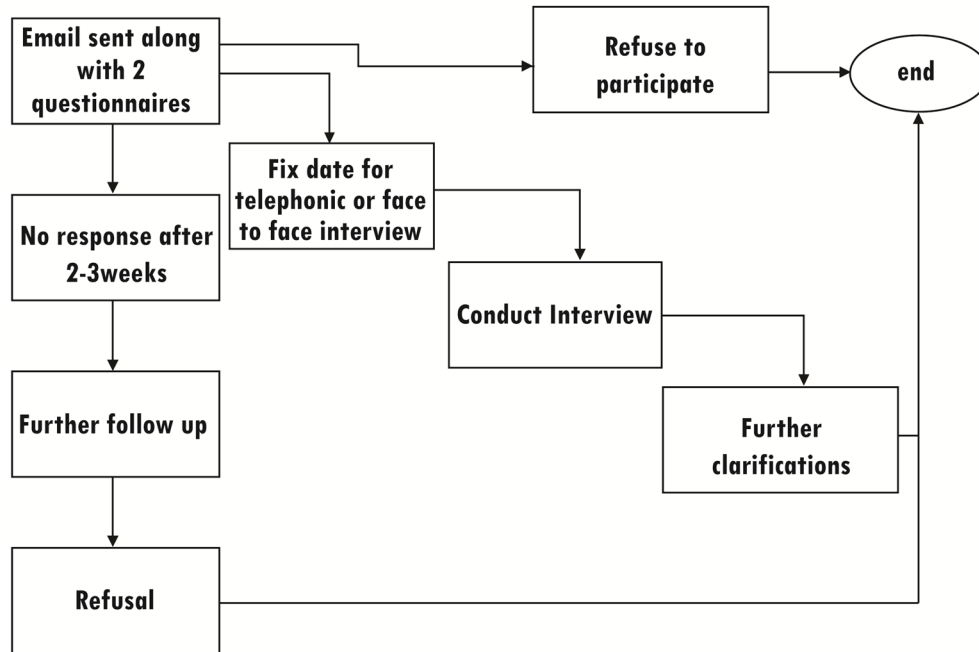 Email sent along
with 2
questionnaires
Refuse to
participate
end
Fix date for
telephonic or face
to face interview
No response after
2-3weeks
Conduct Interview
Further follow up
Further
clarifications
Refusal